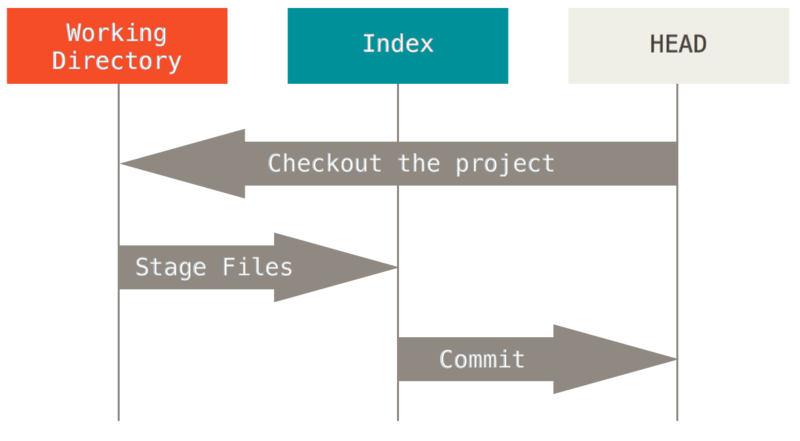 Working
Directory
Index
HEAD
Checkout the project
Stage Files
Commit